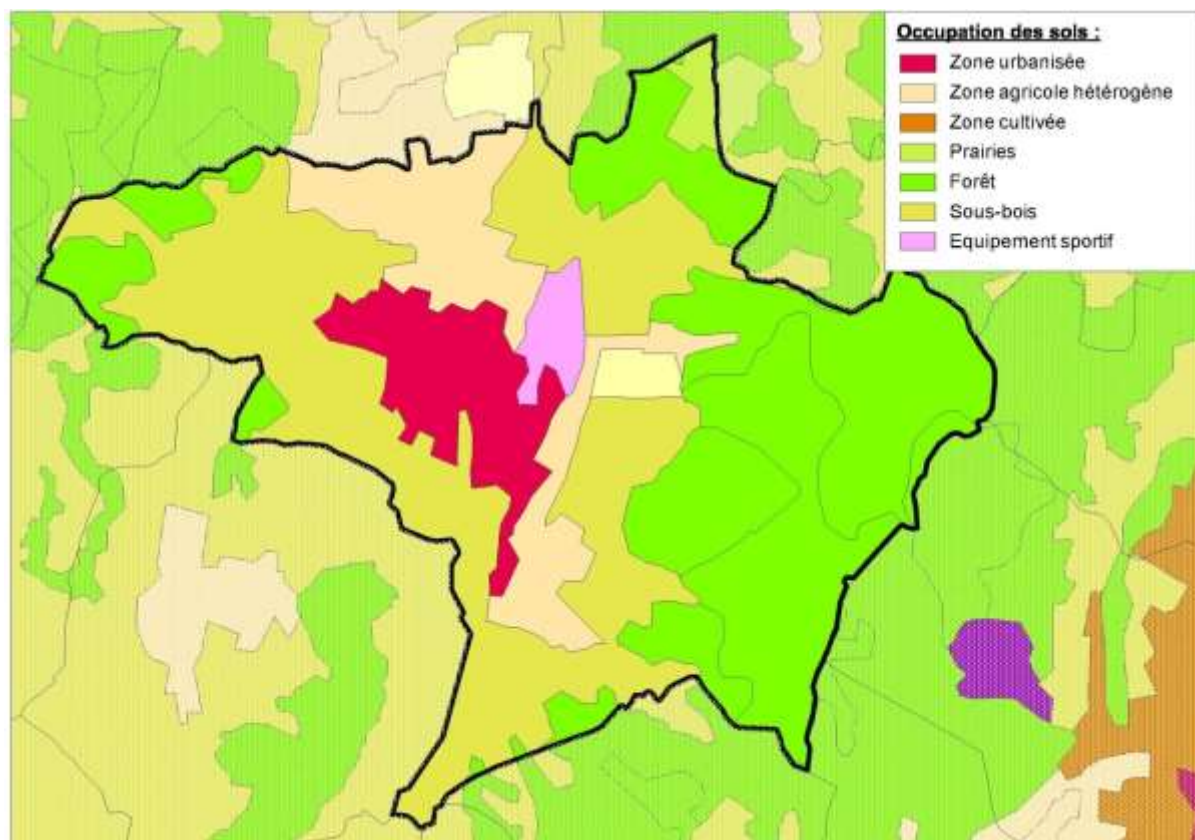 Occupation des sols :
Zone urbanisée
Zone agricole hétérogène
Zone cultivée
Prairies
Forêt
Sous-bois
Equipement sportif